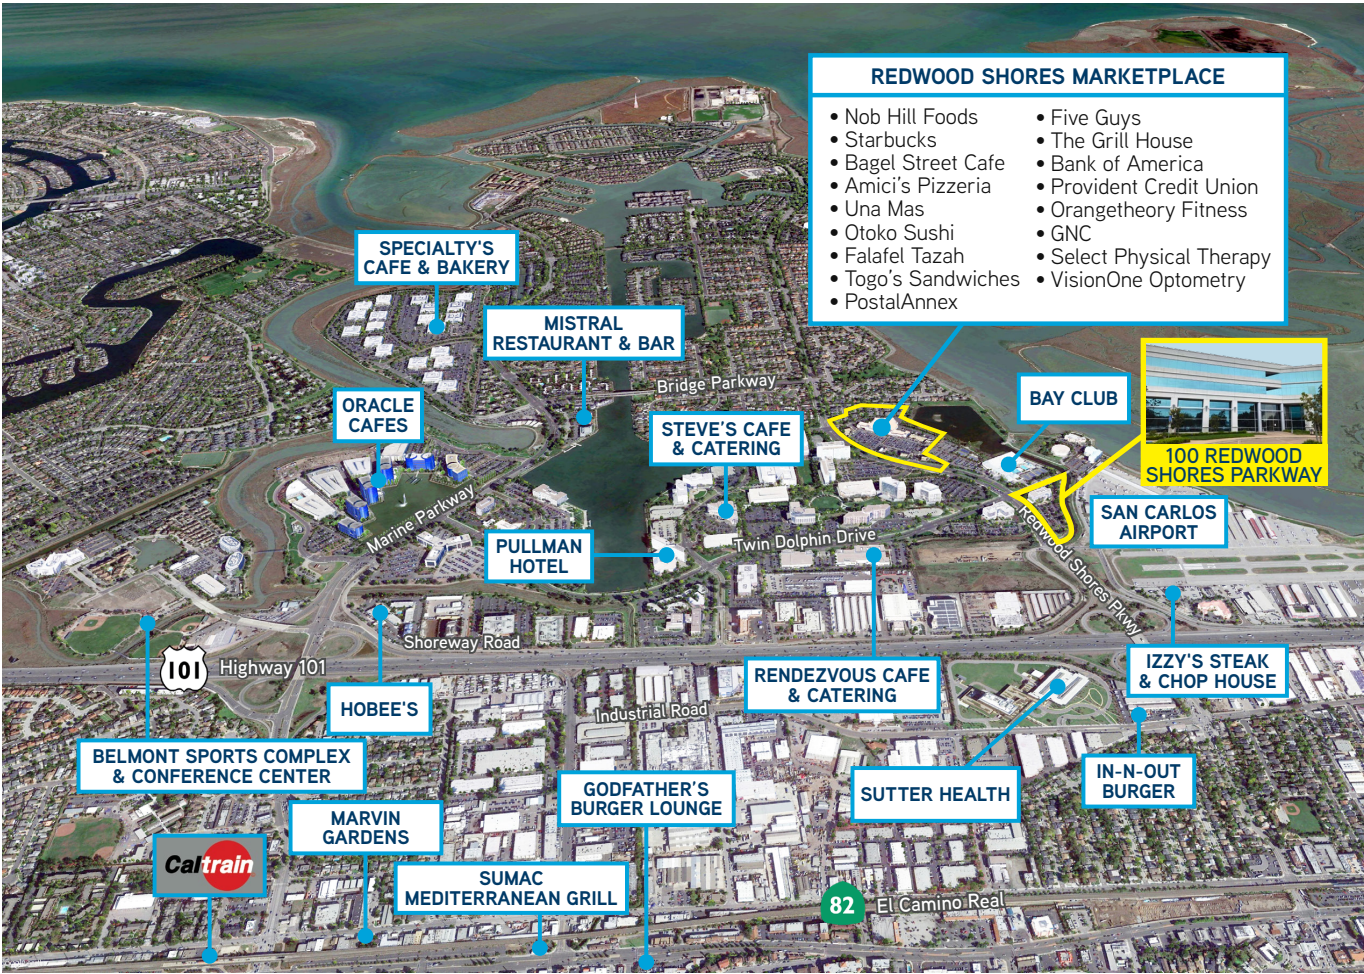 REDWOOD SHORES MARKETPLACE
• Nob Hill Foods
• Starbucks
• Bagel Street Cafe
• Amici's Pizzeria
• Una Mas
• Otoko Sushi
• Falafel Tazah
• Togo's Sandwiches
• PostalAnnex
• Five Guys
• The Grill House
• Bank of America
• Provident Credit Union
• Orangetheory Fitness
• GNC
• Select Physical Therapy
• VisionOne Optometry
SPECIALTY'S
CAFE & BAKERY
MISTRAL
RESTAURANT & BAR
Bridge Parkway
ORACLE
CAFES
STEVE'S CAFE
& CATERING
BAY CLUB
100 REDWOOD
SHORES PARKWAY
Marine Parkway
PULLMAN
HOTEL
Twin Dolphin Drive
Redwood Shores Pkwy
SAN CARLOS
AIRPORT
Shoreway Road
101
Highway 101
HOBEE'S
Industrial Road
RENDEZVOUS CAFE
& CATERING
IZZY'S STEAK
& CHOP HOUSE
BELMONT SPORTS COMPLEX
& CONFERENCE CENTER
GODFATHER'S
BURGER LOUNGE
SUTTER HEALTH
IN-N-OUT
BURGER
MARVIN
GARDENS
Caltrain
SUMAC
MEDITERRANEAN GRILL
82
El Camino Real